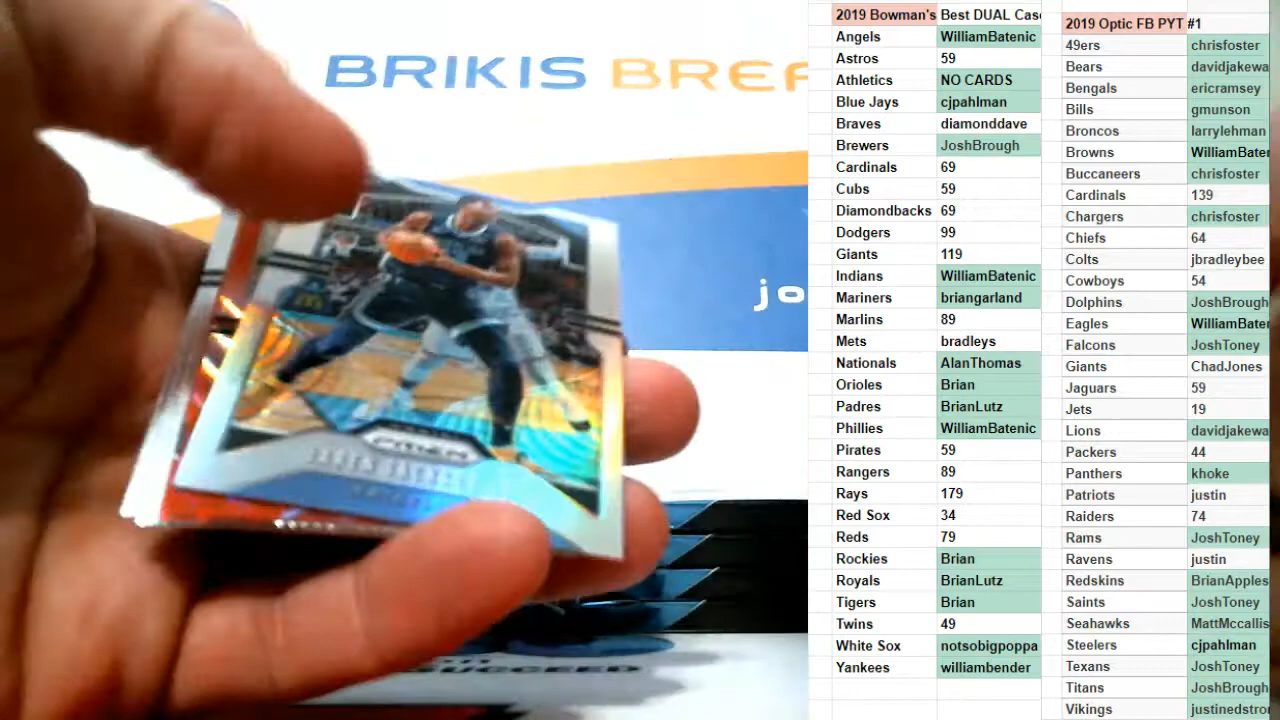 BRIKIS BREA
jo
PRIZM
SUCCEED
2019 Bowman's Best DUAL Case
Angels WilliamBatenic
Astros 59
Athletics NO CARDS
Blue Jays cjpahlman
Braves diamonddave
Brewers JoshBrough
Cardinals 69
Cubs 59
Diamondbacks 69
Dodgers 99
Giants 119
Indians WilliamBatenic
Mariners briangarland
Marlins 89
Mets bradleys
Nationals AlanThomas
Orioles Brian
Padres BrianLutz
Phillies WilliamBatenic
Pirates 59
Rangers 89
Rays 179
Red Sox 34
Reds 79
Rockies Brian
Royals BrianLutz
Tigers Brian
Twins 49
White Sox notsobigpoppa
Yankees williambender
2019 Optic FB PYT #1
49ers chrisfoster
Bears davidjakewa
Bengals ericramsey
Bills gmunson
Broncos larrylehman
Browns WilliamBaten
Buccaneers chrisfoster
Cardinals 139
Chargers chrisfoster
Chiefs 64
Colts jbradleybee
Cowboys 54
Dolphins JoshBrough
Eagles WilliamBaten
Falcons JoshToney
Giants ChadJones
Jaguars 59
Jets 19
Lions davidjakewa
Packers 44
Panthers khoke
Patriots justin
Raiders 74
Rams JoshToney
Ravens justin
Redskins BrianApples
Saints JoshToney
Seahawks MattMccallis
Steelers cjpahlman
Texans JoshToney
Titans JoshBrough
Vikings justinedstro